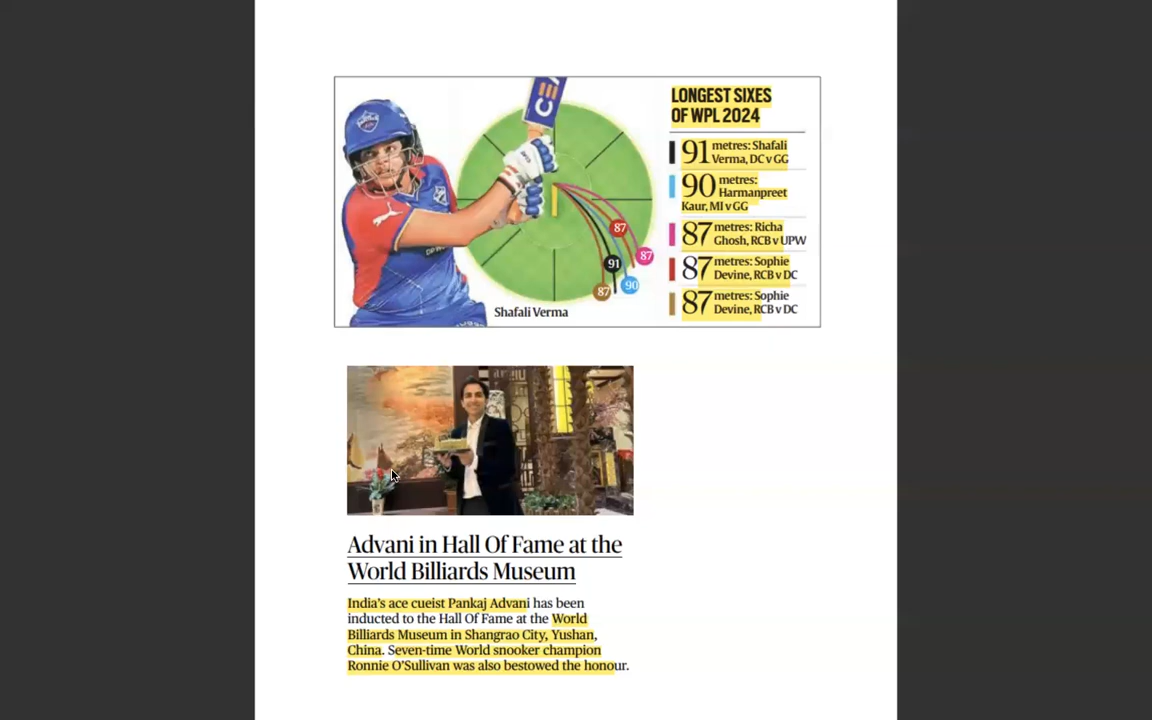 CEA
LONGEST SIXES
OF WPL 2024
91 metres: Shafali
Verma, DC v GG
90 metres:
Harmanpreet
Kaur, MI v GG
87 metres: Richa
Ghosh, RCB v UPW
87 metres: Sophie
Devine, RCB v DC
87 metres: Sophie
Devine, RCB v DC
87
87
91
90
87
Shafali Verma
Advani in Hall Of Fame at the
World Billiards Museum
India's ace cueist Pankaj Advani has been
inducted to the Hall Of Fame at the World
Billiards Museum in Shangrao City, Yushan,
China. Seven-time World snooker champion
Ronnie O'Sullivan was also bestowed the honour.